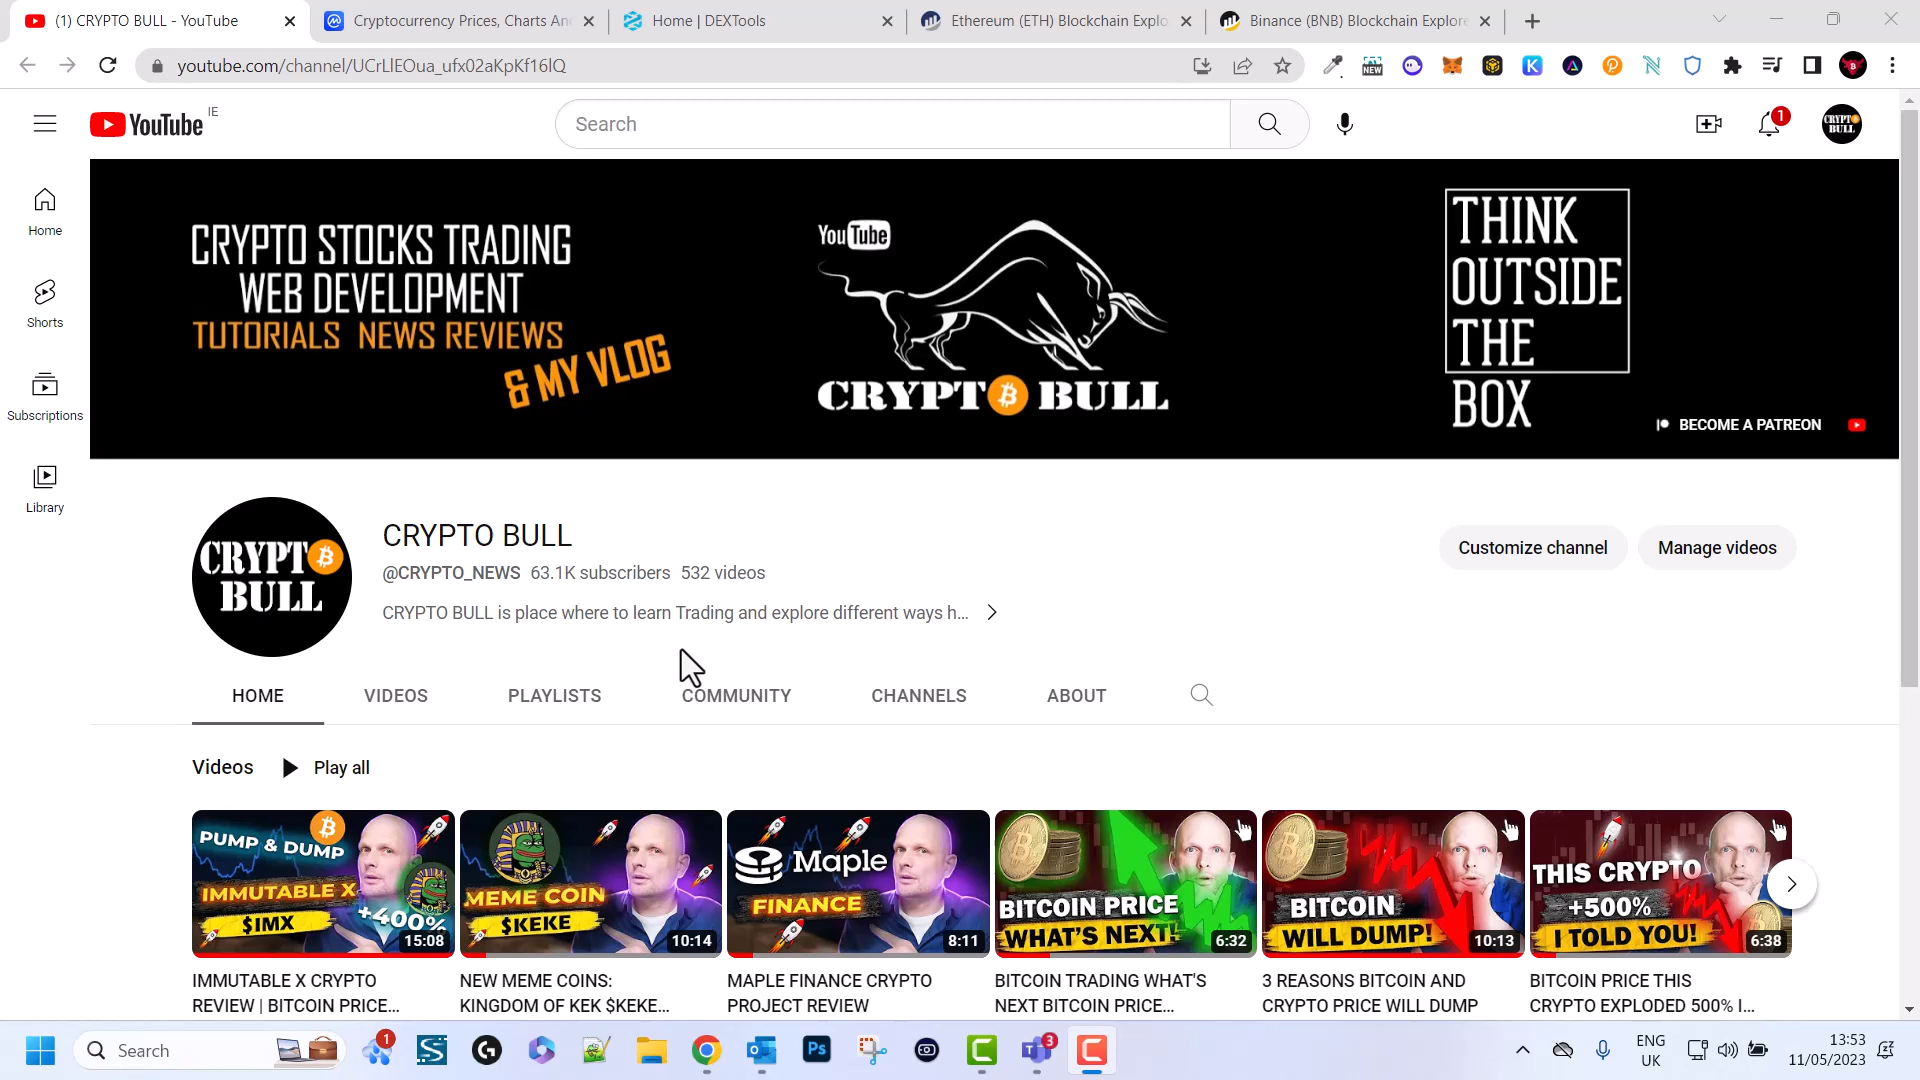 (1) CRYPTO BULL - YouTube
Cryptocurrency Prices, Charts An
Home | DEXTools
Ethereum (ETH) Blockchain Explo
Binance (BNB) Blockchain Explore
youtube.com/channel/UCrLlEOua_ufx02aKpKf16lQ
NEW
YouTube IE
Search
1
CRYPTO BULL
Home
Shorts
Subscriptions
Library
CRYPTO STOCKS TRADING
WEB DEVELOPMENT
TUTORIALS NEWS REVIEWS
& MY VLOG
YouTube
CRYPTO BULL
THINK
OUTSIDE
THE
BOX
BECOME A PATREON
CRYPTO
BULL
CRYPTO BULL
@CRYPTO_NEWS 63.1K subscribers 532 videos
CRYPTO BULL is place where to learn Trading and explore different ways h...
Customize channel
Manage videos
HOME
VIDEOS
PLAYLISTS
COMMUNITY
CHANNELS
ABOUT
Videos
Play all
PUMP & DUMP
IMMUTABLE X
$IMX
+400%
15:08
IMMUTABLE X CRYPTO
REVIEW | BITCOIN PRICE...
MEME COIN
$KEKE
10:14
NEW MEME COINS:
KINGDOM OF KEK $KEKE...
Maple
FINANCE
8:11
MAPLE FINANCE CRYPTO
PROJECT REVIEW
BITCOIN PRICE
WHAT'S NEXT!
6:32
BITCOIN TRADING WHAT'S
NEXT BITCOIN PRICE...
BITCOIN
WILL DUMP!
10:13
3 REASONS BITCOIN AND
CRYPTO PRICE WILL DUMP
THIS CRYPTO
+500%
I TOLD YOU!
6:38
BITCOIN PRICE THIS
CRYPTO EXPLODED 500% I...
Search
1
Ps
3
ENG
UK
13:53
11/05/2023